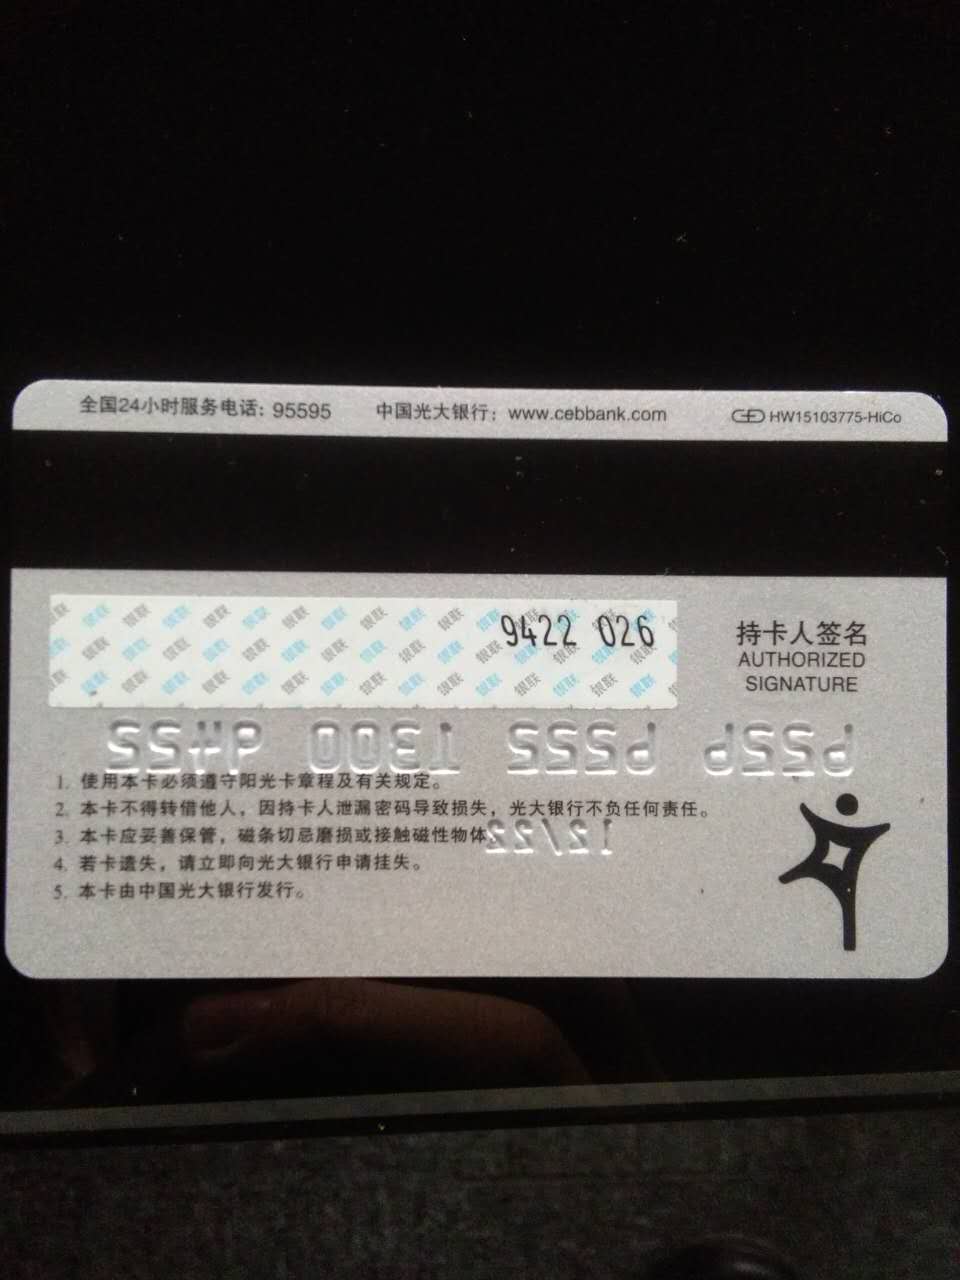 全国24小时服务电话: 95595 中国光大银行: www.cebbank.com HW15103775-HiCo
9422 026
持卡人签名
AUTHORIZED
SIGNATURE
1. 使用本卡必须遵守阳光卡章程及有关规定。
2. 本卡不得转借他人，因持卡人泄漏密码导致损失，光大银行不负任何责任。
3. 本卡应妥善保管，磁条切忌磨损或接触磁性物体。
4. 若卡遗失，请立即向光大银行申请挂失。
5. 本卡由中国光大银行发行。